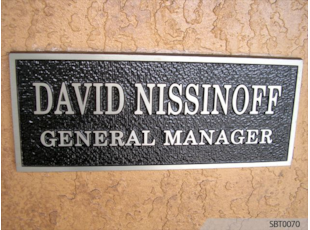 DAVID NISSINOFF
GENERAL MANAGER
SBT0070